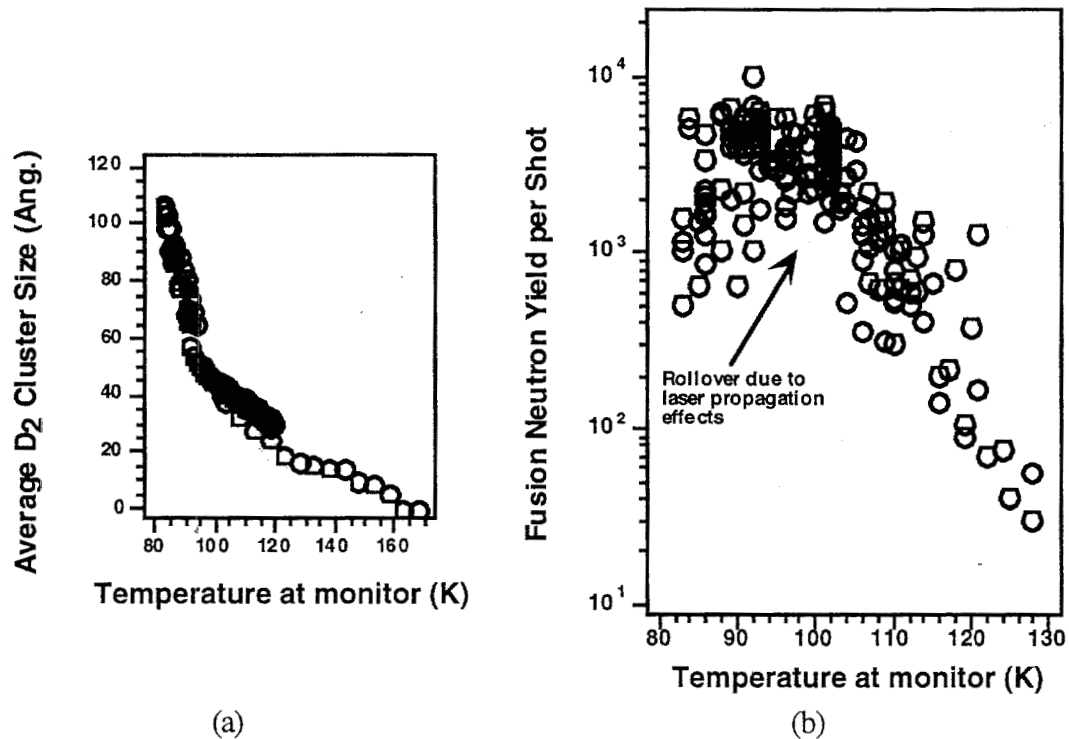 Average D2 Cluster Size (Ang.)
120
100
80
60
40
20
0
80
100
120
140
160
Temperature at monitor (K)
(a)
Fusion Neutron Yield per Shot
10^4
10^3
10^2
10^1
Rollover due to
laser propagation
effects
80
90
100
110
120
130
Temperature at monitor (K)
(b)